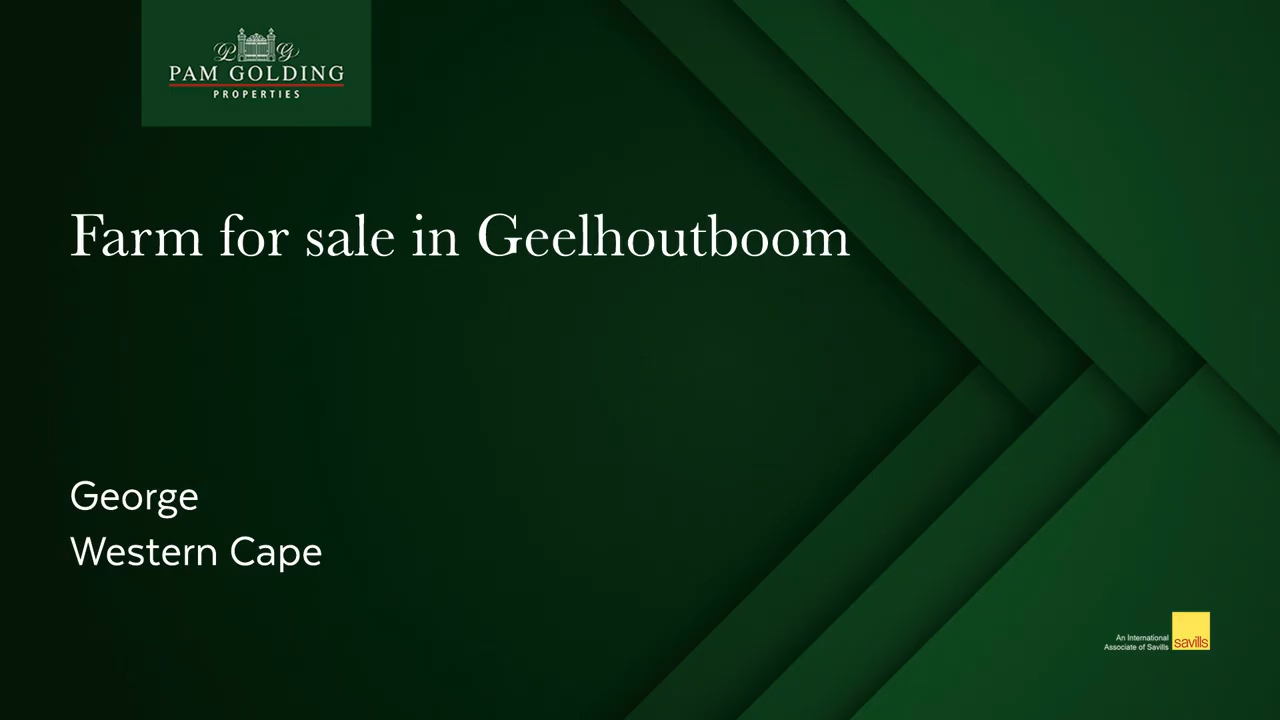 P G
PAM GOLDING
PROPERTIES
Farm for sale in Geelhoutboom
George
Western Cape
An International
Associate of Savills
savills